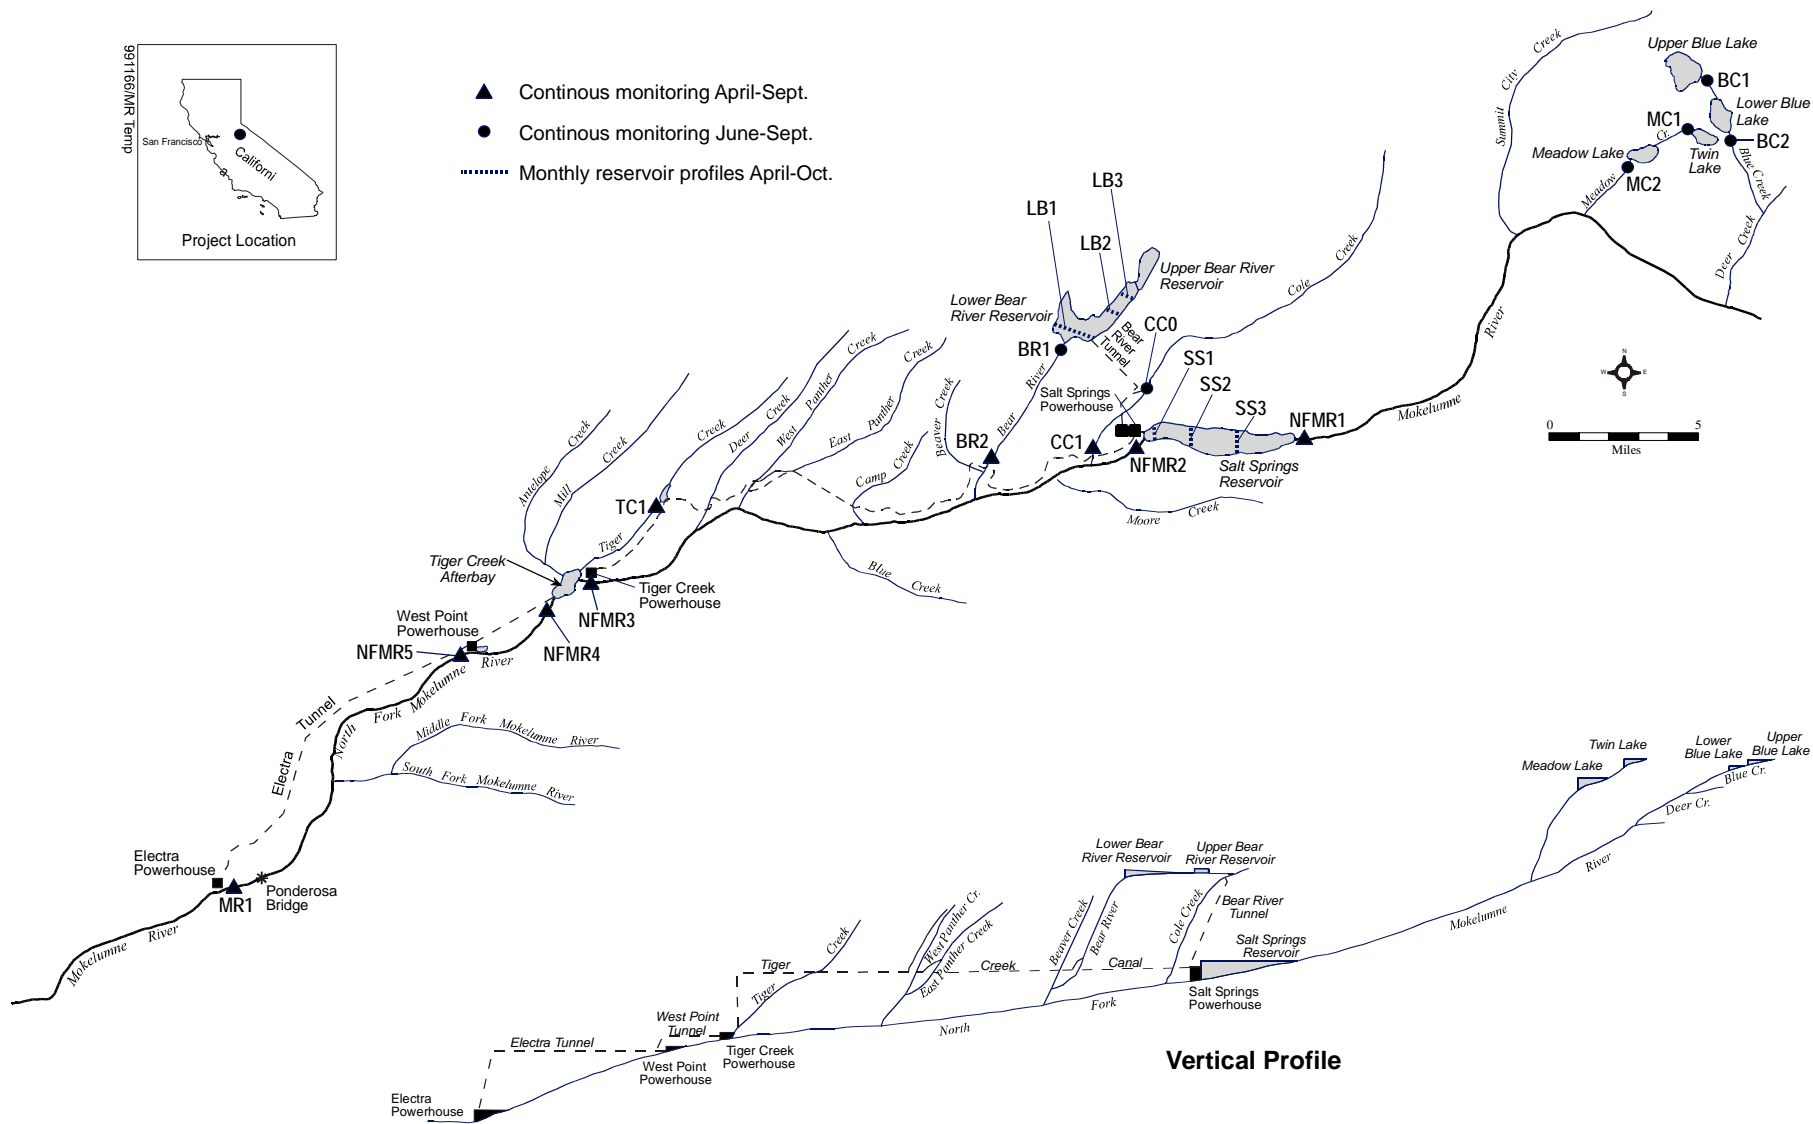 991116/MR Temp
San Francisco
Californi
a
Project Location
Continous monitoring April-Sept.
Continous monitoring June-Sept.
Monthly reservoir profiles April-Oct.
Summit City Creek
Upper Blue Lake
BC1
Lower Blue
Lake
MC1
Cr.
BC2
Meadow Lake
Twin
Lake
MC2
Meadow
Blue Creek
Deer Creek
River
N
W E
S
0 5
Miles
LB3
LB1
LB2
Upper Bear River
Reservoir
Lower Bear
River Reservoir
Cole Creek
Bear
River
Tunnel
CC0
BR1
River
SS1
SS2
SS3
Salt Springs
Powerhouse
NFMR1
Mokelumne
Bear
Beaver Creek
BR2
CC1
NFMR2
Salt Springs
Reservoir
Moore Creek
Creek
Creek
Creek
West Panther
East Panther
Deer Creek
Creek
Camp Creek
Antelope Creek
Mill Creek
TC1
Tiger
Tiger Creek
Afterbay
Blue Creek
Tiger Creek
Powerhouse
NFMR3
West Point
Powerhouse
NFMR5
NFMR4
River
North Fork Mokelumne
Electra Tunnel
Middle Fork Mokelumne River
South Fork Mokelumne River
Electra
Powerhouse
Ponderosa
Bridge
MR1
Mokelumne River
Twin Lake
Lower
Blue Lake
Upper
Blue Lake
Meadow Lake
Blue Cr.
Deer Cr.
River
Mokelumne
Lower Bear
River Reservoir
Upper Bear
River Reservoir
Bear River
Tunnel
Cole Creek
Beaver Creek
Bear River
West Panther Cr.
East Panther Creek
Salt Springs
Reservoir
Creek
Tiger
Tiger Creek Canal
Salt Springs
Powerhouse
Fork
North
West Point
Tunnel
Tiger Creek
Powerhouse
Electra Tunnel
West Point
Powerhouse
Electra
Powerhouse
Vertical Profile